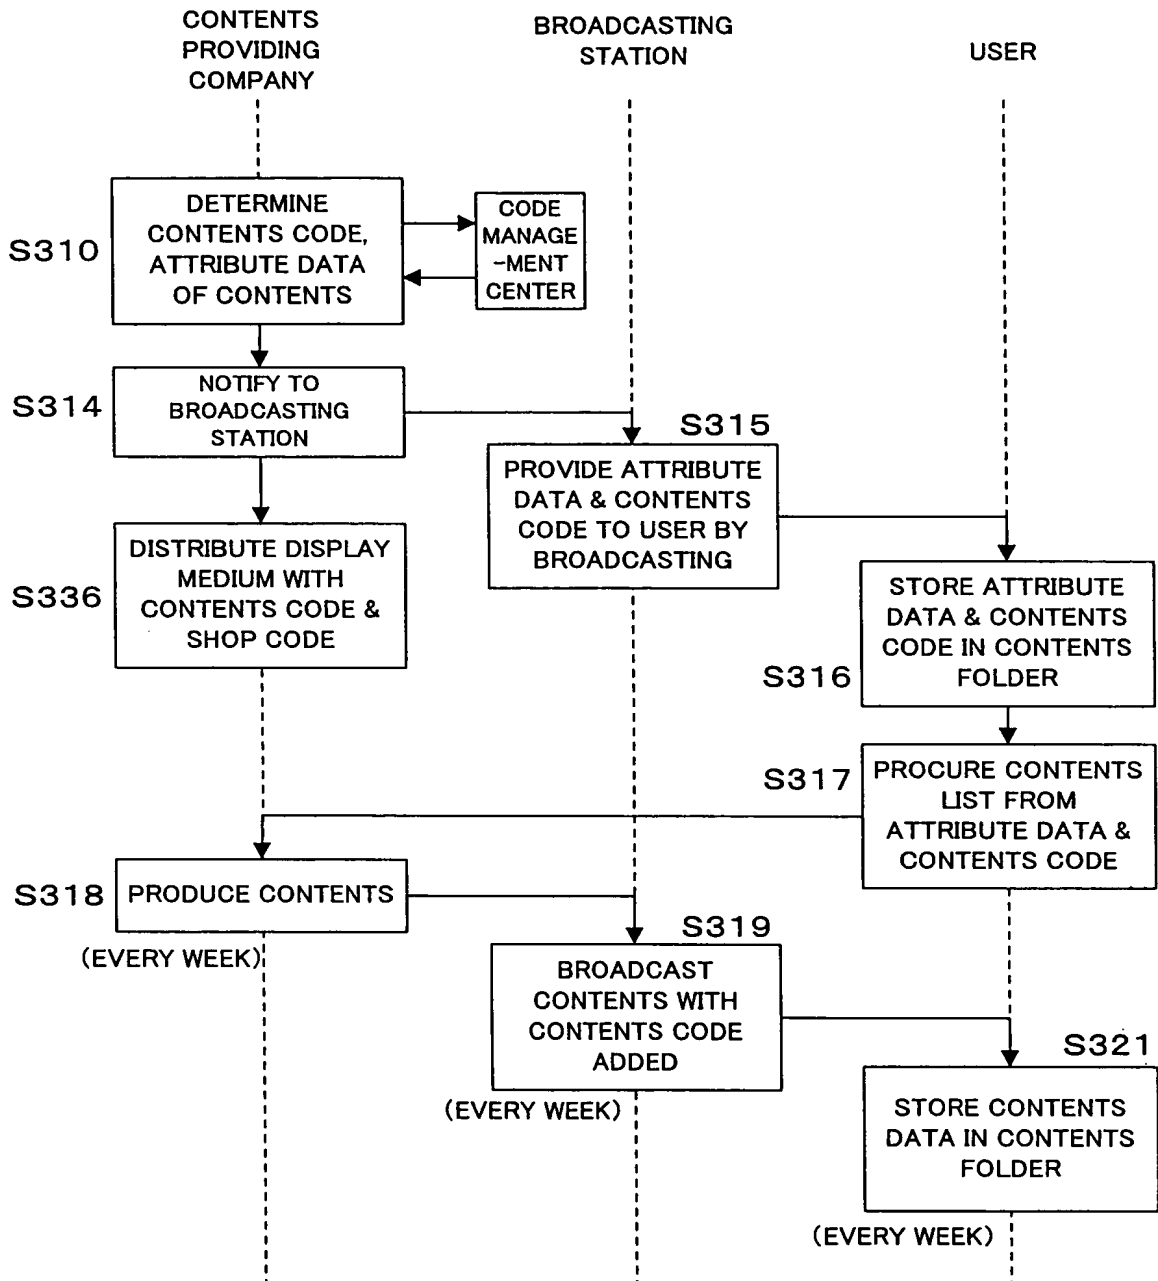 CONTENTS
PROVIDING
COMPANY
BROADCASTING
STATION
USER
S310
DETERMINE
CONTENTS CODE,
ATTRIBUTE DATA
OF CONTENTS
CODE
MANAGE
-MENT
CENTER
S314
NOTIFY TO
BROADCASTING
STATION
S315
PROVIDE ATTRIBUTE
DATA & CONTENTS
CODE TO USER BY
BROADCASTING
S336
DISTRIBUTE DISPLAY
MEDIUM WITH
CONTENTS CODE &
SHOP CODE
S316
STORE ATTRIBUTE
DATA & CONTENTS
CODE IN CONTENTS
FOLDER
S317
PROCURE CONTENTS
LIST FROM
ATTRIBUTE DATA &
CONTENTS CODE
S318
PRODUCE CONTENTS
(EVERY WEEK)
S319
BROADCAST
CONTENTS WITH
CONTENTS CODE
ADDED
(EVERY WEEK)
S321
STORE CONTENTS
DATA IN CONTENTS
FOLDER
(EVERY WEEK)